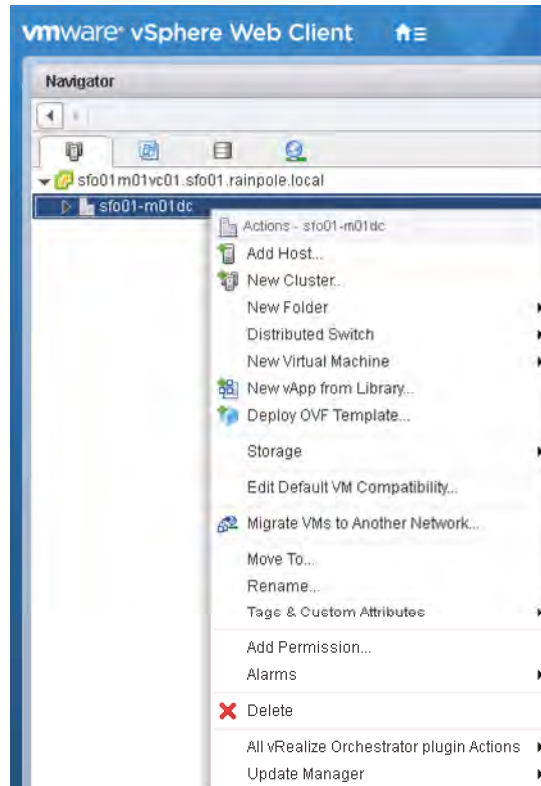 vmware® vSphere Web Client
Navigator
sfo01m01vc01.sfo01.rainpole.local
sfo01-m01dc
Actions - sfo01-m01dc
Add Host...
New Cluster...
New Folder
Distributed Switch
New Virtual Machine
New vApp from Library...
Deploy OVF Template...
Storage
Edit Default VM Compatibility...
Migrate VMs to Another Network...
Move To...
Rename...
Tags & Custom Attributes
Add Permission...
Alarms
Delete
All vRealize Orchestrator plugin Actions
Update Manager